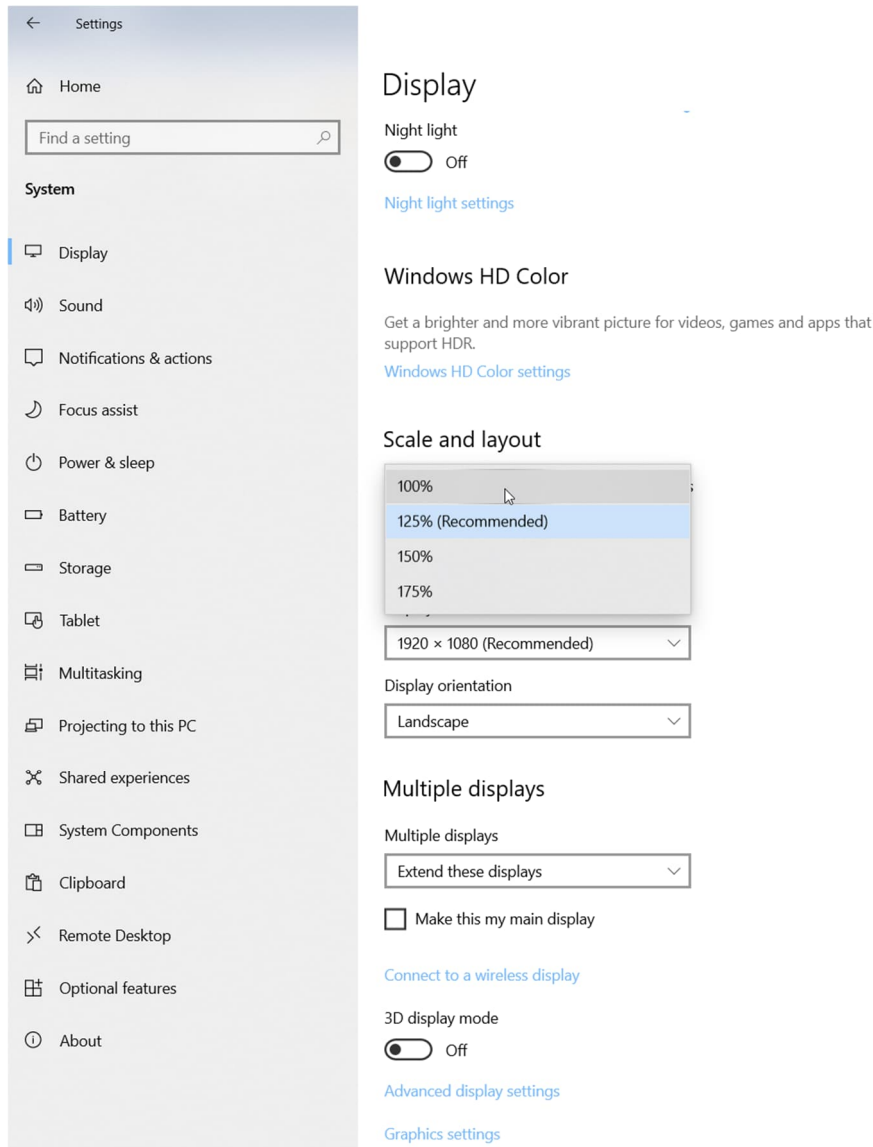 Settings
Home
Find a setting
System
Display
Sound
Notifications & actions
Focus assist
Power & sleep
Battery
Storage
Tablet
Multitasking
Projecting to this PC
Shared experiences
System Components
Clipboard
Remote Desktop
Optional features
About
Display
Night light
Off
Night light settings
Windows HD Color
Get a brighter and more vibrant picture for videos, games and apps that
support HDR.
Windows HD Color settings
Scale and layout
100%
125% (Recommended)
150%
175%
1920 × 1080 (Recommended)
Display orientation
Landscape
Multiple displays
Multiple displays
Extend these displays
Make this my main display
Connect to a wireless display
3D display mode
Off
Advanced display settings
Graphics settings